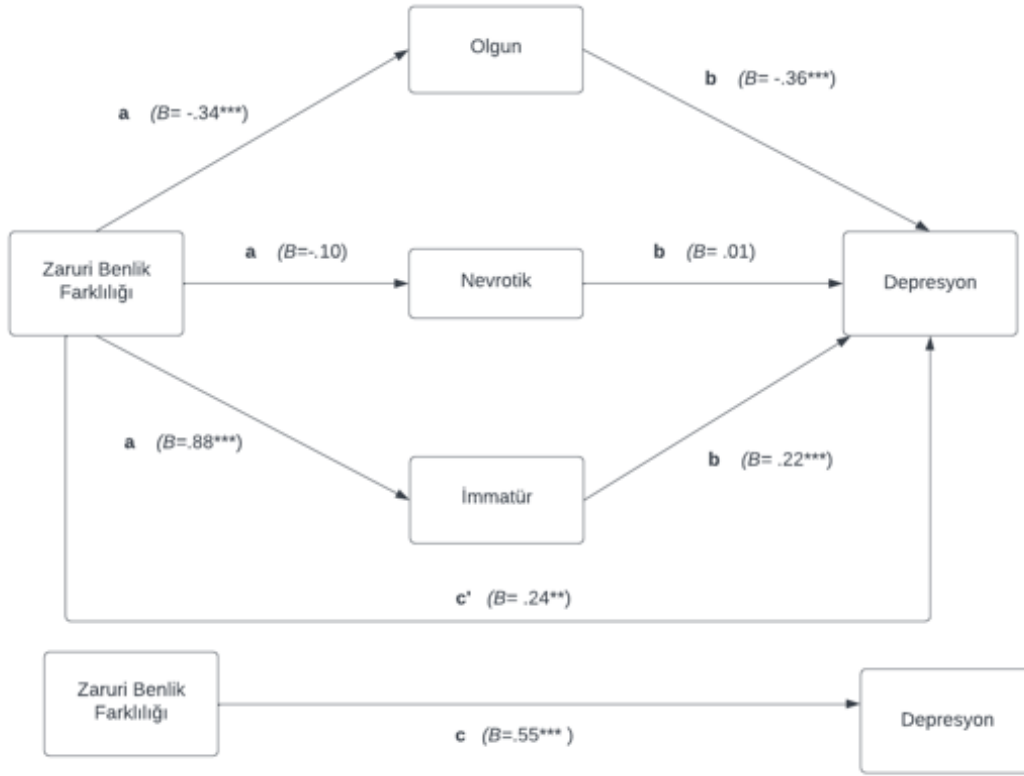 Olgun
b (B= -.36***)
a (B= -.34***)
a (B=-.10)
b (B= .01)
Zaruri Benlik
Farklılığı
Nevrotik
Depresyon
a (B=.88***)
b (B= .22***)
İmmatür
c' (B= .24**)
Zaruri Benlik
Farklılığı
Depresyon
c (B=.55*** )